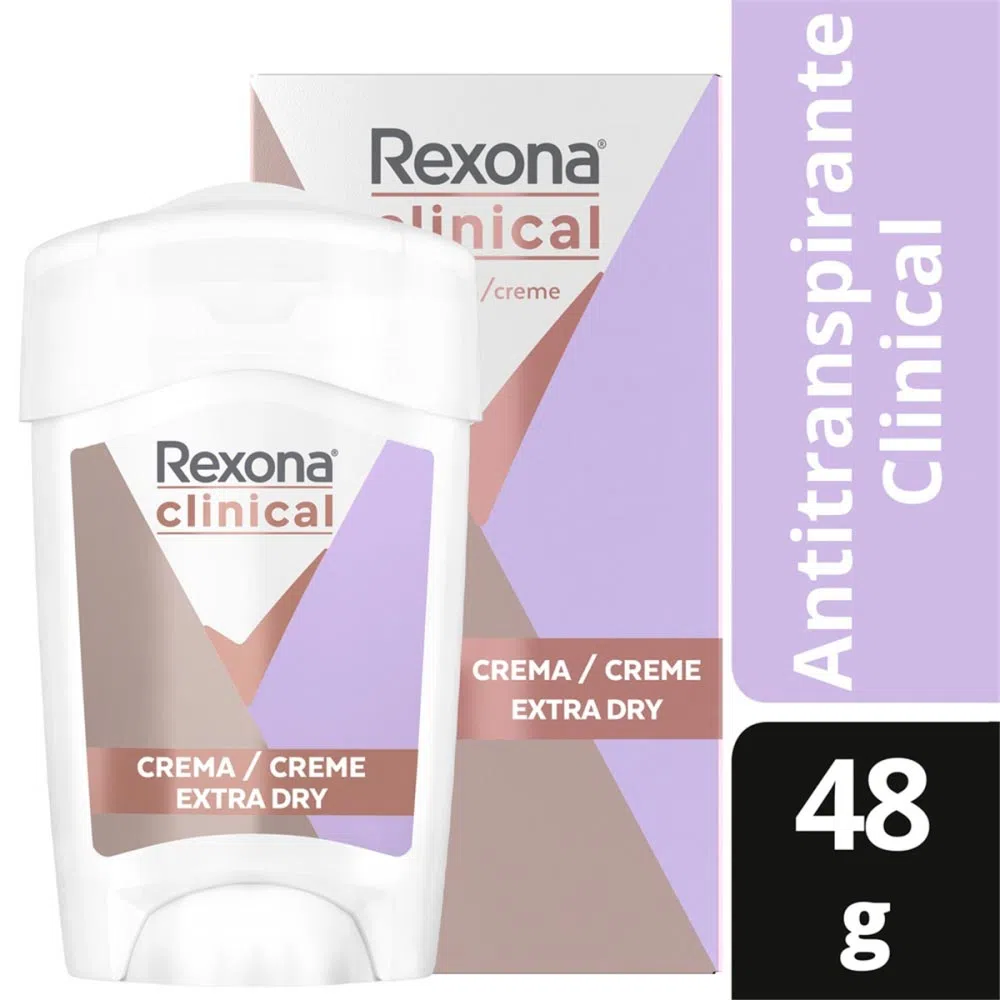 Rexona®
clinical
/creme
CREMA / CREME
EXTRA DRY
Rexona®
clinical
CREMA / CREME
EXTRA DRY
Antitranspirante
Clinical
48
g